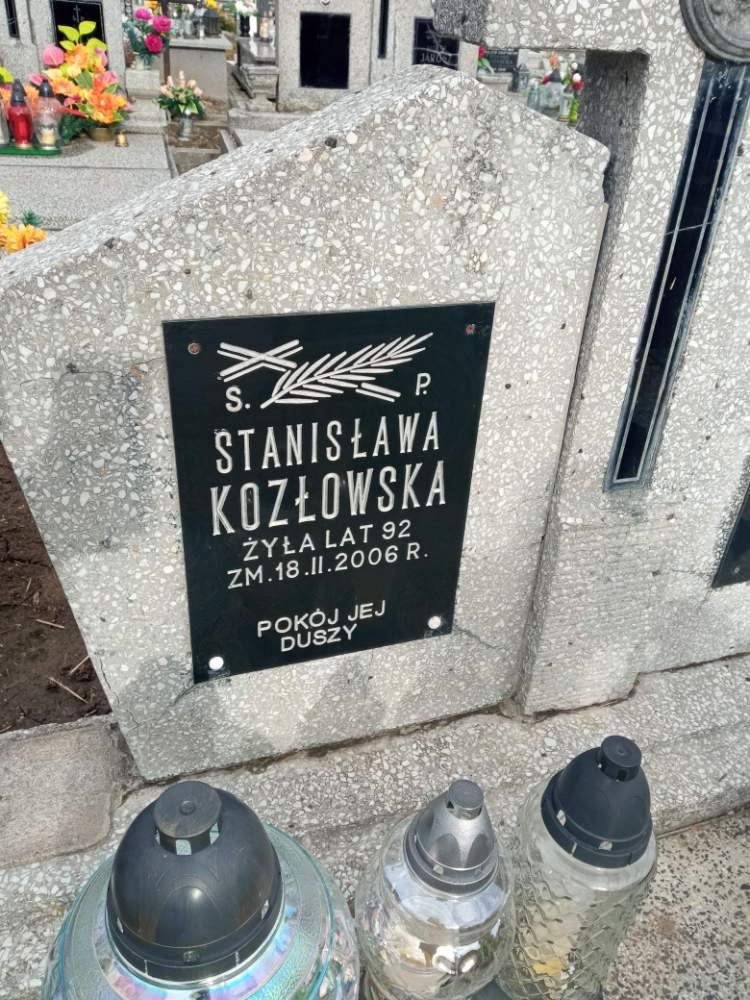 Ś. P.
STANISŁAWA
KOZŁOWSKA
ŻYŁA LAT 92
ZM. 18.II.2006 R.
POKÓJ JEJ
DUSZY